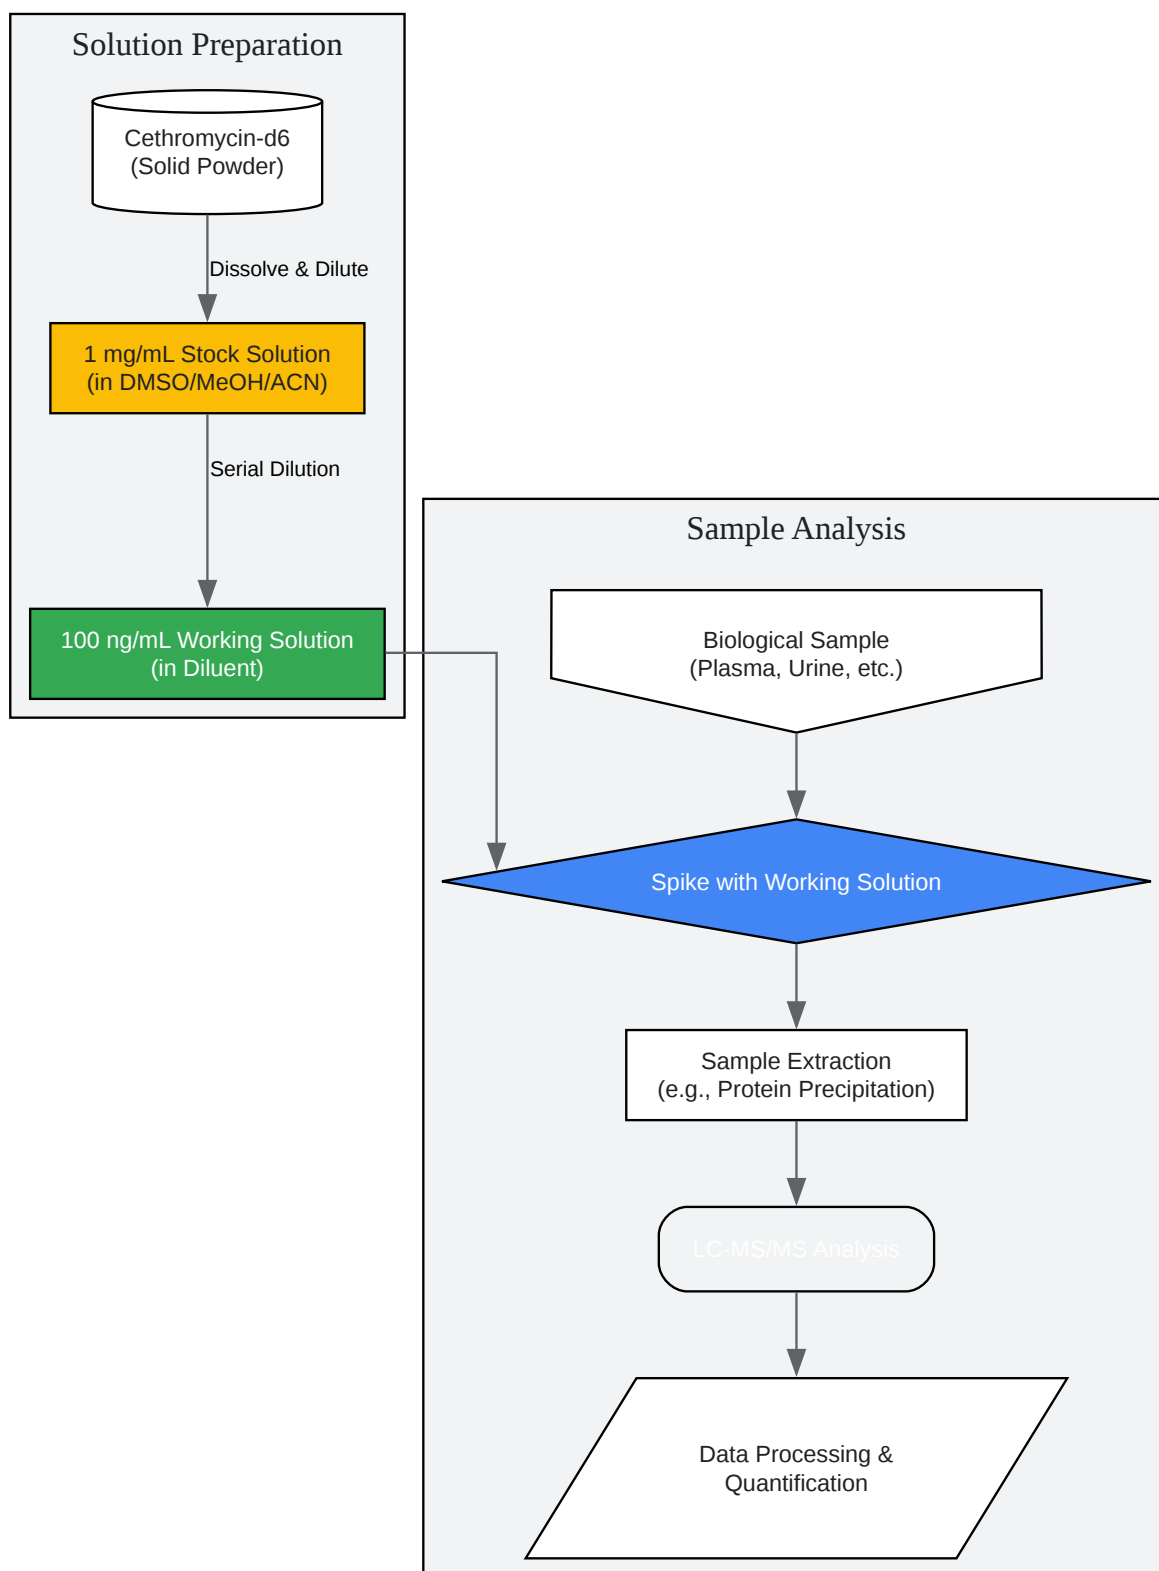 Solution Preparation
Cethromycin-d6
(Solid Powder)
Dissolve & Dilute
1 mg/mL Stock Solution
(in DMSO/MeOH/ACN)
Serial Dilution
100 ng/mL Working Solution
(in Diluent)
Sample Analysis
Biological Sample
(Plasma, Urine, etc.)
Spike with Working Solution
Sample Extraction
(e.g., Protein Precipitation)
LC-MS/MS Analysis
Data Processing &
Quantification